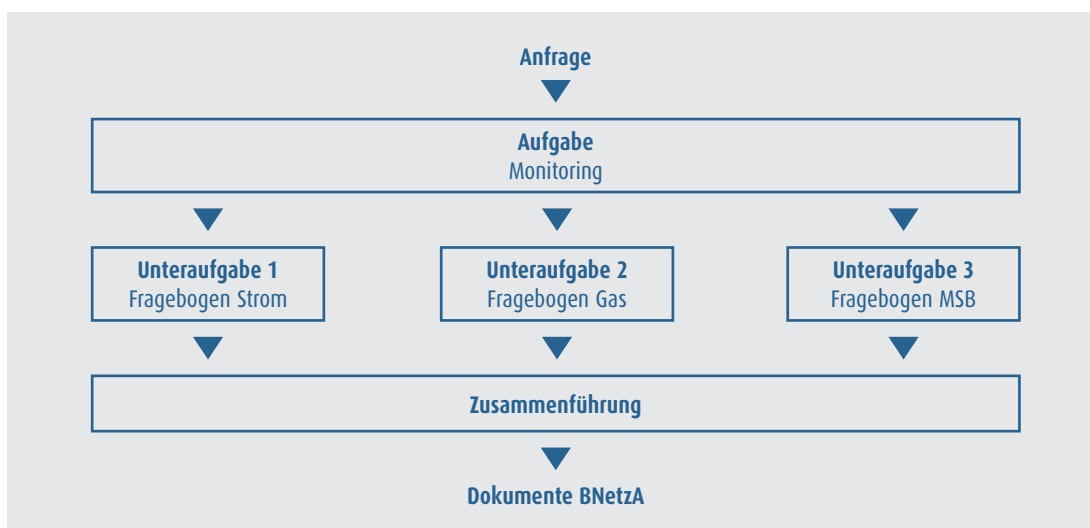 Anfrage
Aufgabe
Monitoring
Unteraufgabe 1
Fragebogen Strom
Unteraufgabe 2
Fragebogen Gas
Unteraufgabe 3
Fragebogen MSB
Zusammenführung
Dokumente BNetzA